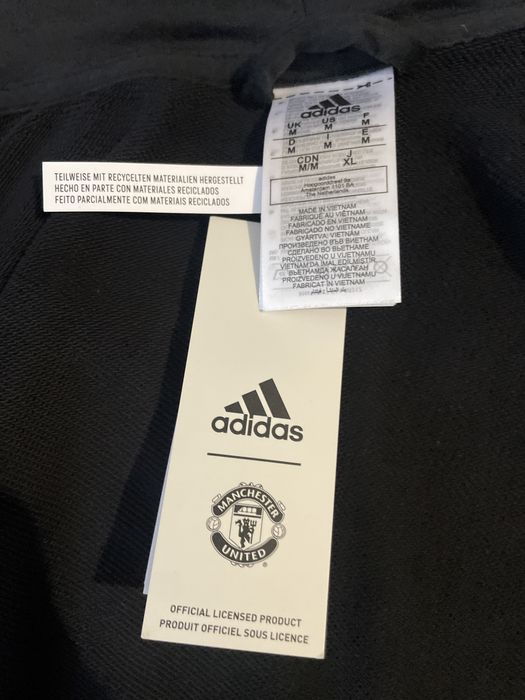 adidas
UK US F
M M M
D I E
M M M
CDN J
M/M XL
adidas
Hoogoorddreef 9a
Amsterdam 1101 BA
The Netherlands
MADE IN VIETNAM
FABRIQUÉ AU VIÊTNAM
FABRICADO EN VIETNAM
FABRICADO NO VIETNAME
GYÁRTVA: VIETNÁM
ПРОИЗВЕДЕНО ВЪВ ВИЕТНАМ
СДЕЛАНО ВО ВЬЕТНАМЕ
PROIZVEDENO U VIJETNAMU
VIETNAM'DA İMAL EDİLMİŞTİR
ВЬЕТНАМДА ЖАСАЛҒАН
PROIZVEDENO U VIJETNAMU
FABRICAT ÎN VIETNAM
TEILWEISE MIT RECYCELTEN MATERIALIEN HERGESTELLT
HECHO EN PARTE CON MATERIALES RECICLADOS
FEITO PARCIALMENTE COM MATERIAIS RECICLADOS
adidas
MANCHESTER
UNITED
OFFICIAL LICENSED PRODUCT
PRODUIT OFFICIEL SOUS LICENCE